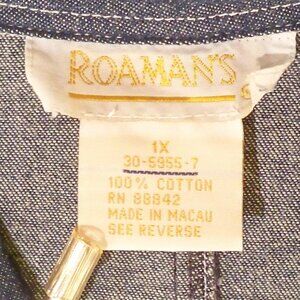 ROAMAN'S
1X
30-5955-7
100% COTTON
RN 88842
MADE IN MACAU
SEE REVERSE